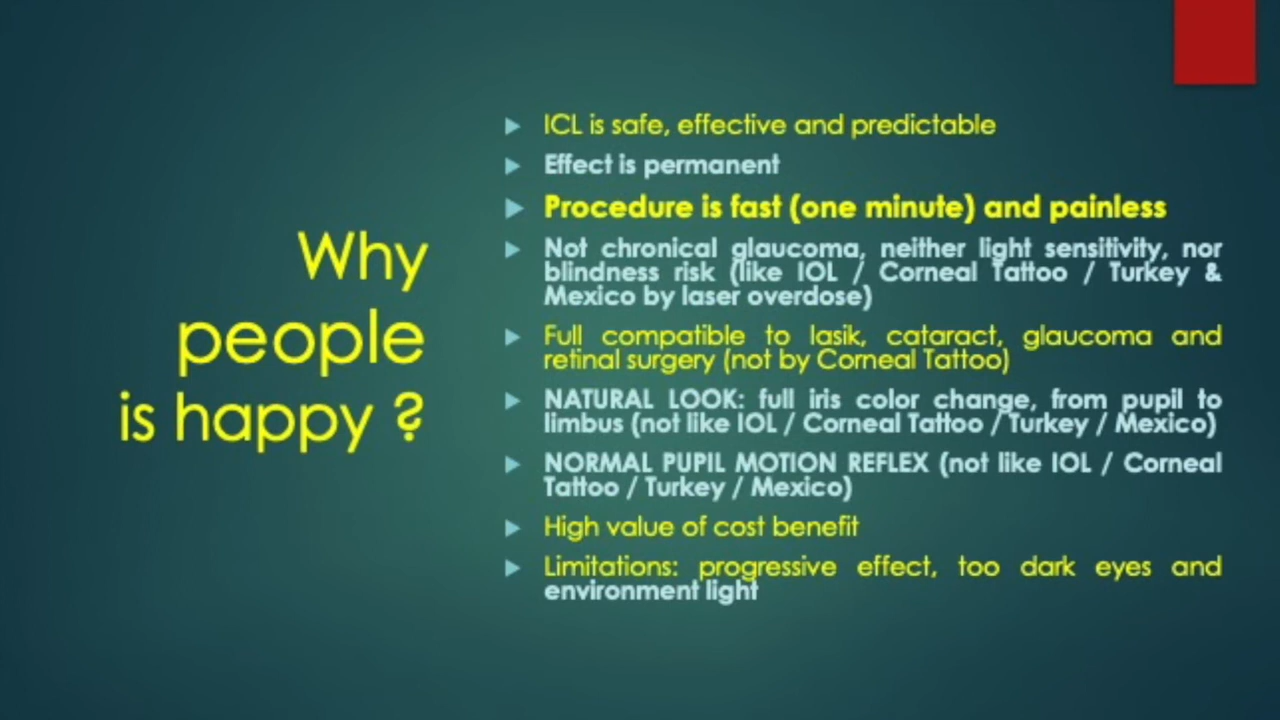 Why
people
is happy ?
ICL is safe, effective and predictable
Effect is permanent
Procedure is fast (one minute) and painless
Not chronical glaucoma, neither light sensitivity, nor
blindness risk (like IOL / Corneal Tattoo / Turkey &
Mexico by laser overdose)
Full compatible to lasik, cataract, glaucoma and
retinal surgery (not by Corneal Tattoo)
NATURAL LOOK: full iris color change, from pupil to
limbus (not like IOL / Corneal Tattoo / Turkey / Mexico)
NORMAL PUPIL MOTION REFLEX (not like IOL / Corneal
Tattoo / Turkey / Mexico)
High value of cost benefit
Limitations: progressive effect, too dark eyes and
environment light